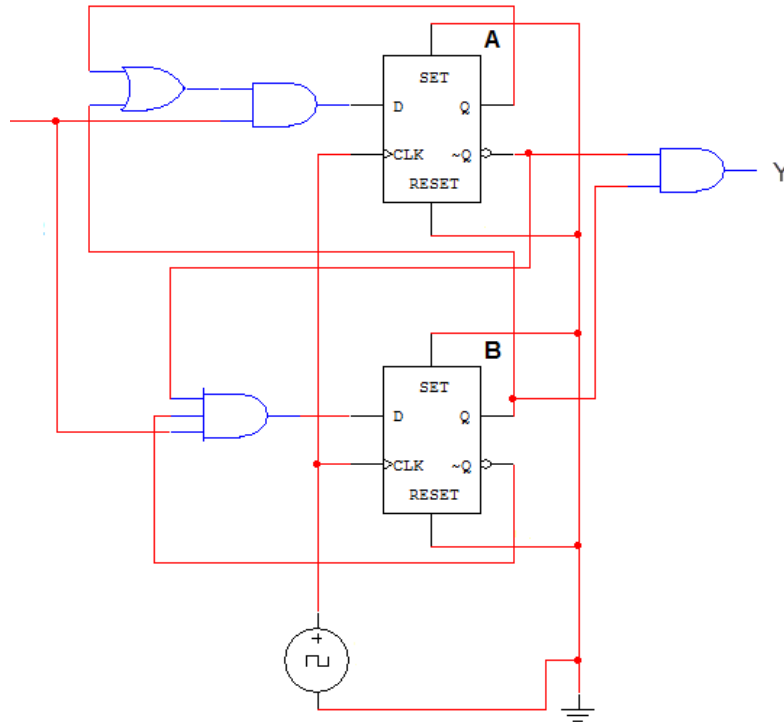 A
SET
D Q
CLK ~Q
RESET
Y
B
SET
D Q
CLK ~Q
RESET
+